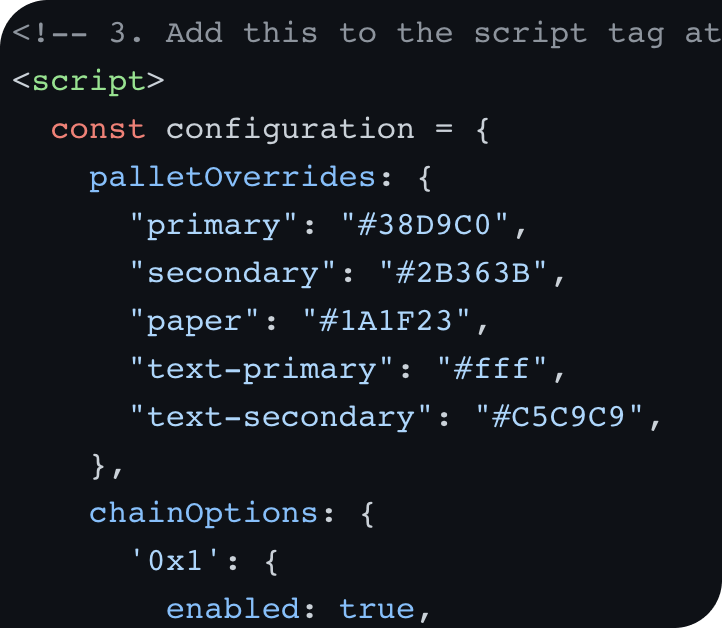 <!-- 3. Add this to the script tag at
<script>
const configuration = {
palletOverrides: {
"primary": "#38D9C0",
"secondary": "#2B363B",
"paper": "#1A1F23",
"text-primary": "#fff",
"text-secondary": "#C5C9C9",
},
chainOptions: {
'0x1': {
enabled: true,